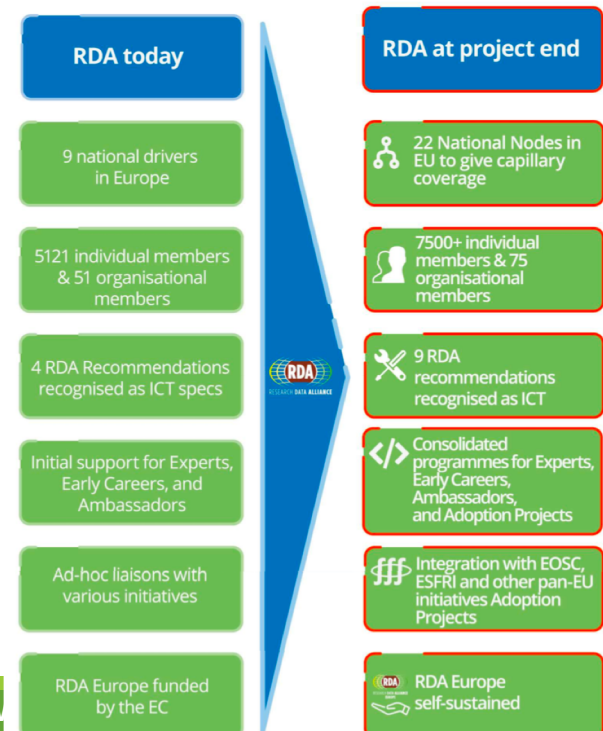 RDA today
9 national drivers
in Europe
5121 individual members
& 51 organisational
members
4 RDA Recommendations
recognised as ICT specs
Initial support for Experts,
Early Careers, and
Ambassadors
Ad-hoc liaisons with
various initiatives
RDA Europe funded
by the EC
RDA
RESEARCH DATA ALLIANCE
RDA at project end
22 National Nodes in
EU to give capillary
coverage
7500+ individual
members & 75
organisational
members
9 RDA
recommendations
recognised as ICT
</>
Consolidated
programmes for Experts,
Early Careers,
Ambassadors,
and Adoption Projects
Integration with EOSC,
ESFRI and other pan-EU
initiatives Adoption
Projects
RDA
RDA Europe
self-sustained